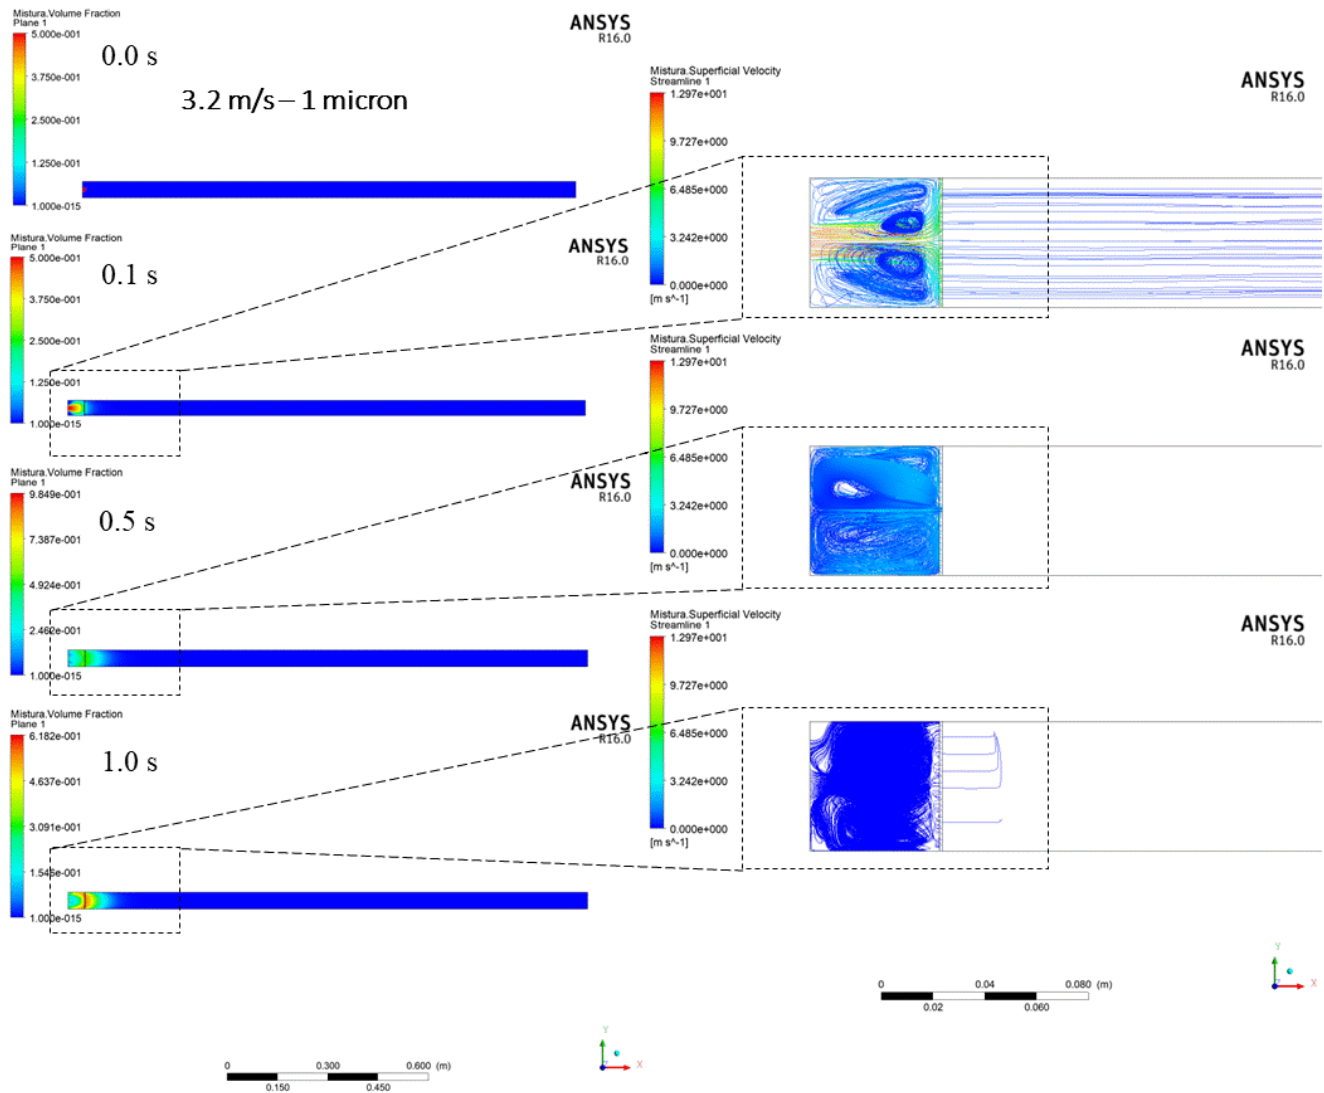 Mistura.Volume Fraction
Plane 1
5.000e-001
3.750e-001
2.500e-001
1.250e-001
1.000e-015
0.0 s
3.2 m/s – 1 micron
ANSYS
R16.0
Mistura.Volume Fraction
Plane 1
5.000e-001
3.750e-001
2.500e-001
1.250e-001
1.000e-015
0.1 s
ANSYS
R16.0
Mistura.Volume Fraction
Plane 1
9.849e-001
7.387e-001
4.924e-001
2.462e-001
1.000e-015
0.5 s
ANSYS
R16.0
Mistura.Volume Fraction
Plane 1
6.182e-001
4.637e-001
3.091e-001
1.546e-001
1.000e-015
1.0 s
ANSYS
R16.0
0 0.300 0.600 (m)
0.150 0.450
Y
Z X
Mistura.Superficial Velocity
Streamline 1
1.297e+001
9.727e+000
6.485e+000
3.242e+000
0.000e+000
[m s^-1]
ANSYS
R16.0
Mistura.Superficial Velocity
Streamline 1
1.297e+001
9.727e+000
6.485e+000
3.242e+000
0.000e+000
[m s^-1]
ANSYS
R16.0
Mistura.Superficial Velocity
Streamline 1
1.297e+001
9.727e+000
6.485e+000
3.242e+000
0.000e+000
[m s^-1]
ANSYS
R16.0
0 0.04 0.080 (m)
0.02 0.060
Y
Z X